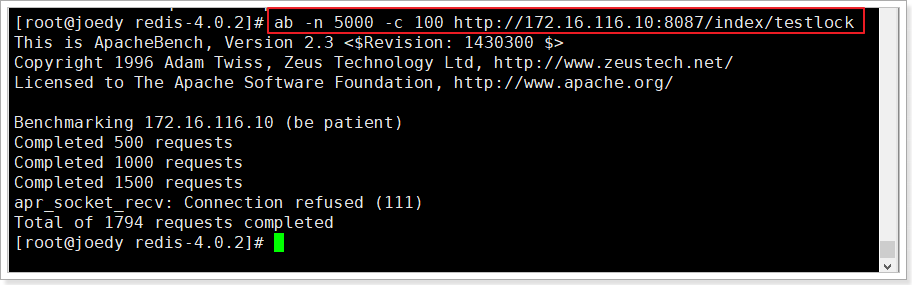 [root@joedy redis-4.0.2]# ab -n 5000 -c 100 http://172.16.116.10:8087/index/testlock
This is ApacheBench, Version 2.3 <$Revision: 1430300 $>
Copyright 1996 Adam Twiss, Zeus Technology Ltd, http://www.zeustech.net/
Licensed to The Apache Software Foundation, http://www.apache.org/
Benchmarking 172.16.116.10 (be patient)
Completed 500 requests
Completed 1000 requests
Completed 1500 requests
apr_socket_recv: Connection refused (111)
Total of 1794 requests completed
[root@joedy redis-4.0.2]#